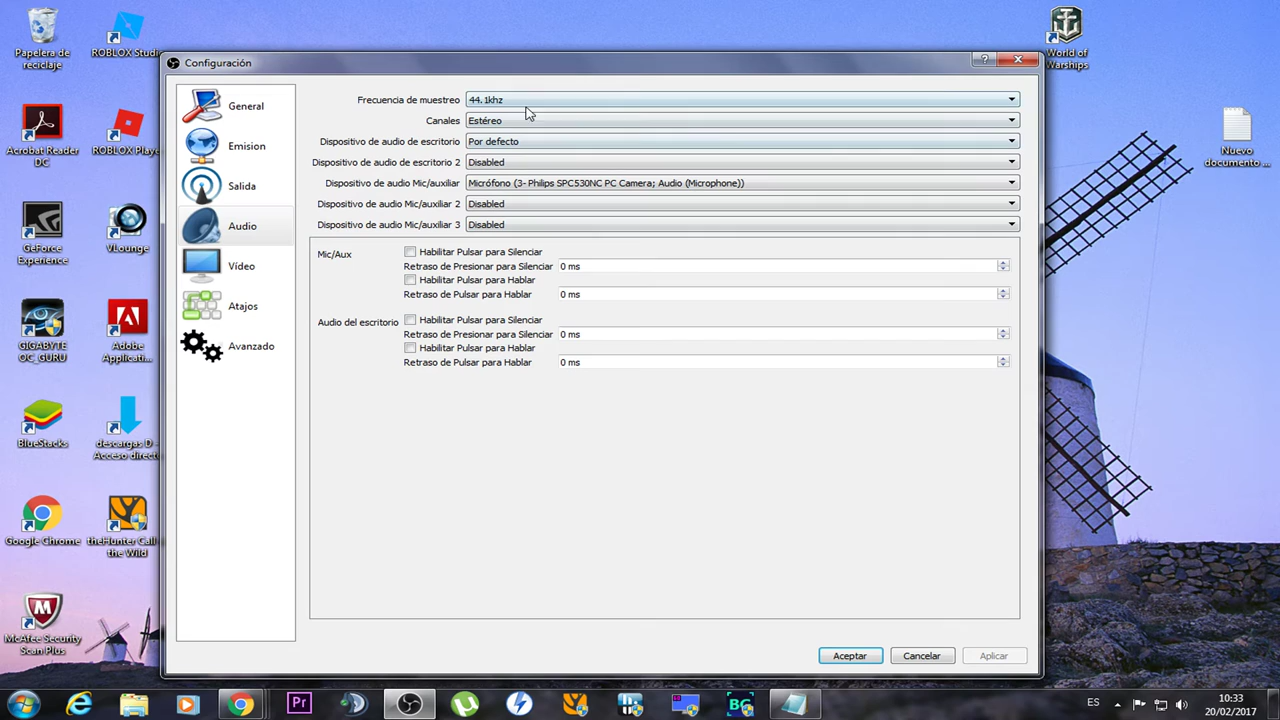 Papelera de
reciclaje
ROBLOX Studio
World of
Warships
Configuración
General
Emision
Salida
Audio
Vídeo
Atajos
Avanzado
Frecuencia de muestreo 44.1khz
Canales Estéreo
Dispositivo de audio de escritorio Por defecto
Dispositivo de audio de escritorio 2 Disabled
Dispositivo de audio Mic/auxiliar Micrófono (3- Philips SPC530NC PC Camera; Audio (Microphone))
Dispositivo de audio Mic/auxiliar 2 Disabled
Dispositivo de audio Mic/auxiliar 3 Disabled
Mic/Aux
Habilitar Pulsar para Silenciar
Retraso de Presionar para Silenciar 0 ms
Habilitar Pulsar para Hablar
Retraso de Pulsar para Hablar 0 ms
Audio del escritorio
Habilitar Pulsar para Silenciar
Retraso de Presionar para Silenciar 0 ms
Habilitar Pulsar para Hablar
Retraso de Pulsar para Hablar 0 ms
Aceptar
Cancelar
Aplicar
Acrobat Reader
DC
ROBLOX Playe
Nuevo
documento ...
GeForce
Experience
VLounge
GIGABYTE
OC_GURU
Adobe
Applicati...
BlueStacks
descargas D -
Acceso direct
Google Chrome
theHunter Call
the Wild
McAfee Security
Scan Plus
Pr
BG
ES
10:33
20/02/2017